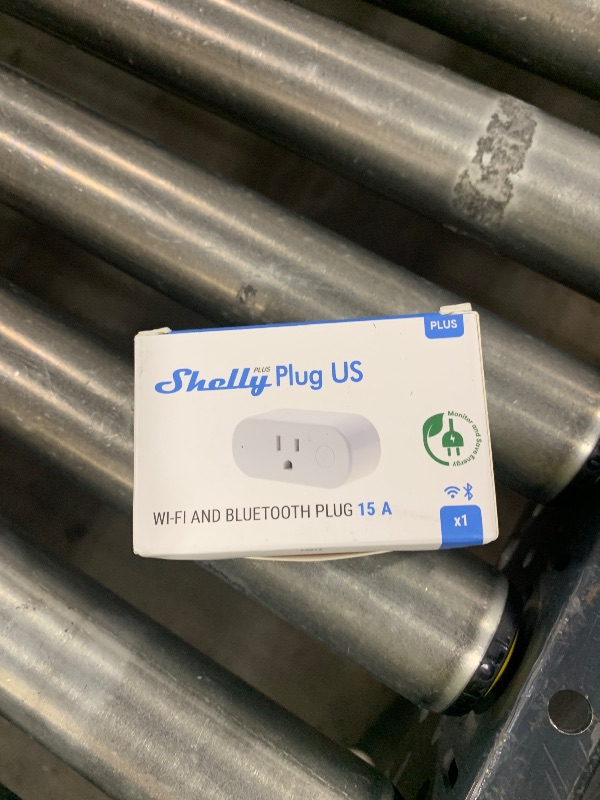 PLUS
Shelly PLUS Plug US
Monitor and Save Energy
WI-FI AND BLUETOOTH PLUG 15 A
x1